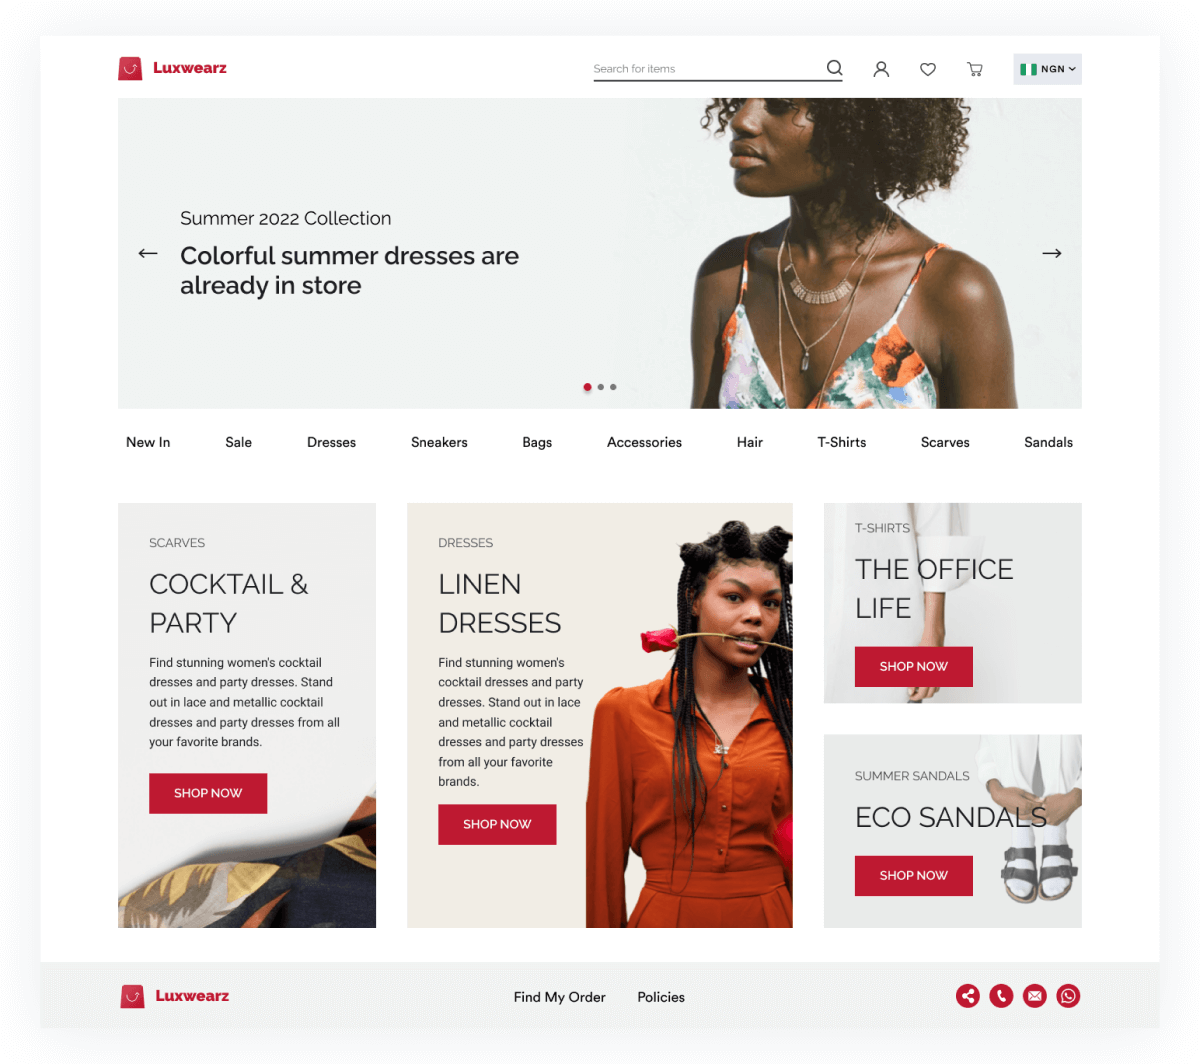 Luxwearz
Search for items
NGN
Summer 2022 Collection
Colorful summer dresses are
already in store
New In
Sale
Dresses
Sneakers
Bags
Accessories
Hair
T-Shirts
Scarves
Sandals
SCARVES
COCKTAIL &
PARTY
Find stunning women's cocktail
dresses and party dresses. Stand
out in lace and metallic cocktail
dresses and party dresses from all
your favorite brands.
SHOP NOW
DRESSES
LINEN
DRESSES
Find stunning women's
cocktail dresses and party
dresses. Stand out in lace
and metallic cocktail
dresses and party dresses
from all your favorite
brands.
SHOP NOW
T-SHIRTS
THE OFFICE
LIFE
SHOP NOW
SUMMER SANDALS
ECO SANDALS
SHOP NOW
Luxwearz
Find My Order
Policies